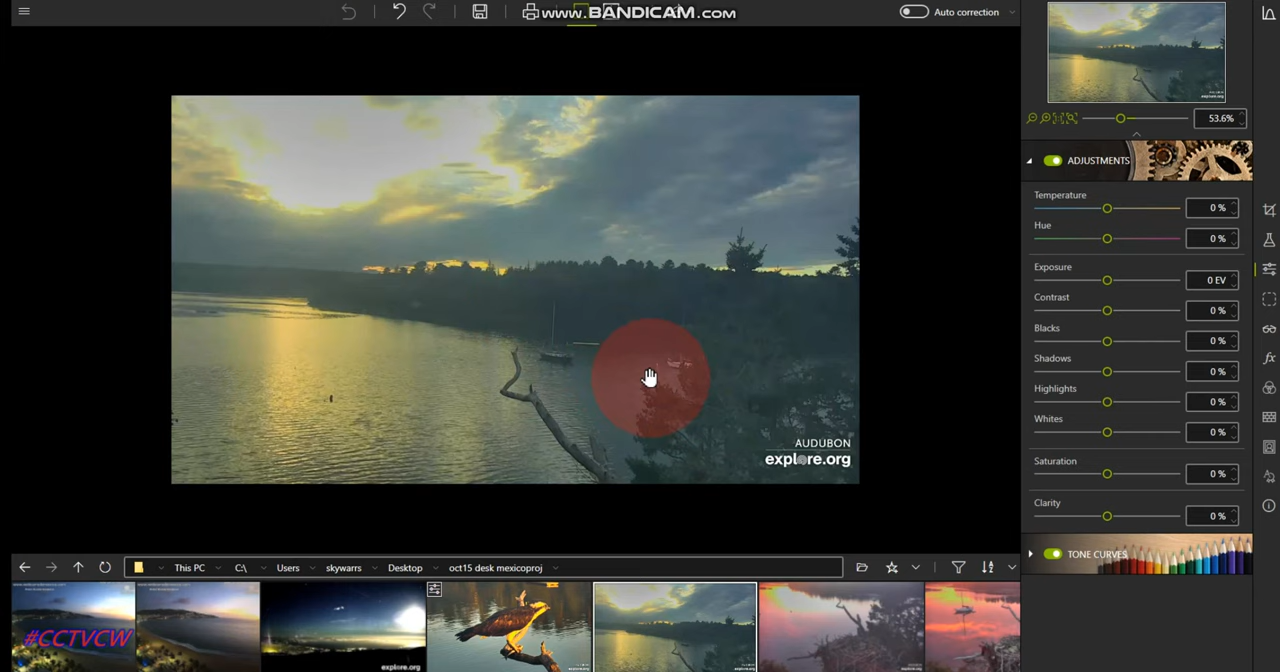 www.BANDICAM.com
Auto correction
53.6%
ADJUSTMENTS
Temperature
0 %
Hue
0 %
Exposure
0 EV
Contrast
0 %
Blacks
0 %
Shadows
0 %
Highlights
0 %
Whites
0 %
Saturation
0 %
Clarity
0 %
TONE CURVES
AUDUBON
explore.org
explore.org
This PC C:\ Users skywarrs Desktop oct15 desk mexicoproj
#CCTVCW
explore.org